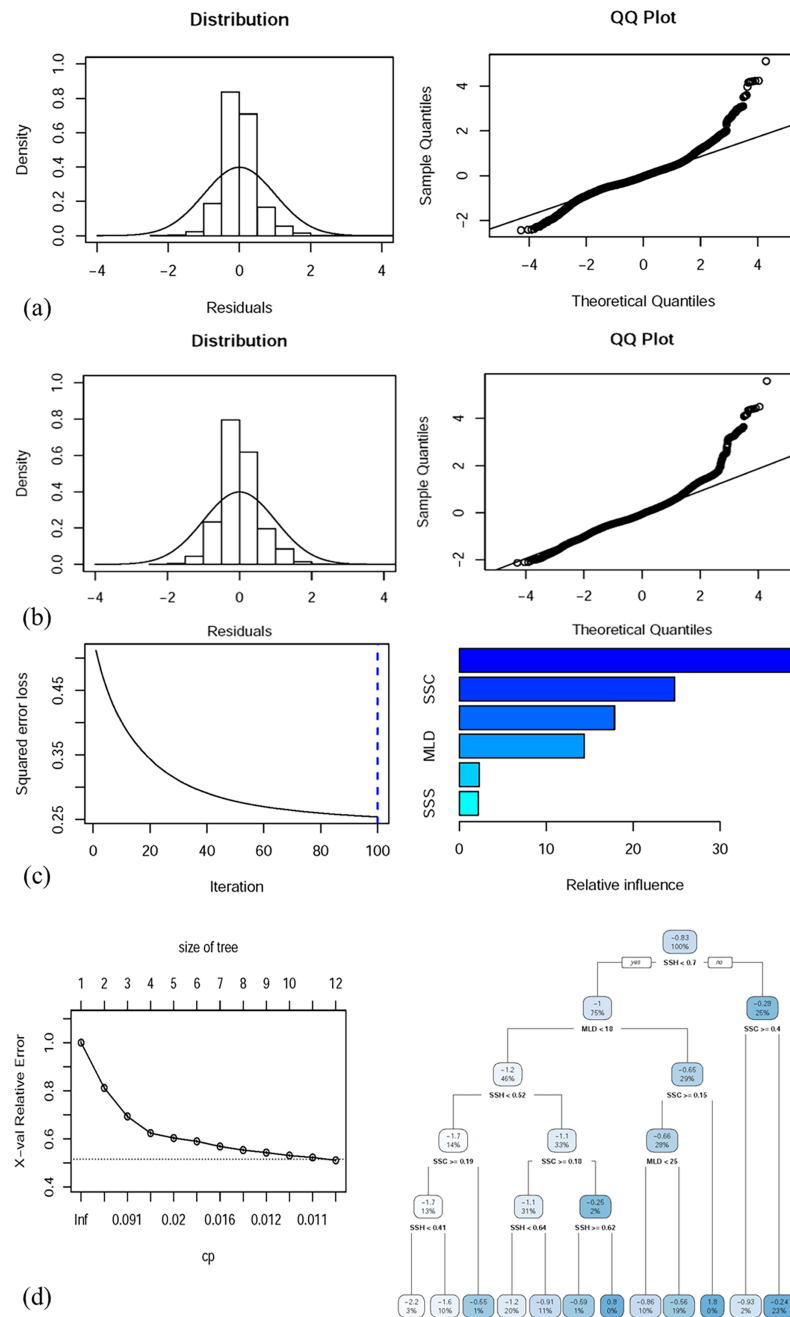 Distribution
QQ Plot
1.0
0.8
0.6
0.4
0.2
0.0
Density
−4 −2 0 2 4
Residuals
4
2
0
−2
Sample Quantiles
−4 −2 0 2 4
Theoretical Quantiles
(a)
Distribution
QQ Plot
1.0
0.8
0.6
0.4
0.2
0.0
Density
−4 −2 0 2 4
Residuals
4
2
0
−2
Sample Quantiles
−4 −2 0 2 4
Theoretical Quantiles
(b)
0.45
0.35
0.25
Squared error loss
0 20 40 60 80 100
Iteration
SSC
MLD
SSS
0 10 20 30
Relative influence
(c)
size of tree
1 2 3 4 5 6 7 8 9 10 12
1.0
0.8
0.6
0.4
X-val Relative Error
Inf 0.091 0.02 0.016 0.012 0.011
cp
−0.83
100%
yes SSH < 0.7 no
−1
75%
MLD < 18
−0.28
25%
SSC >= 0.4
−1.2
46%
SSH < 0.52
−0.65
29%
SSC >= 0.15
−1.7
14%
SSC >= 0.19
−1.1
33%
SSC >= 0.18
−0.66
28%
MLD < 25
−1.7
13%
SSH < 0.41
−1.1
31%
SSH < 0.64
−0.25
2%
SSH >= 0.62
−2.2 −1.6 −0.55 −1.2 −0.91 −0.59 0.8 −0.86 −0.56 1.8 −0.93 −0.24
3% 10% 1% 20% 11% 1% 0% 10% 19% 0% 2% 23%
(d)